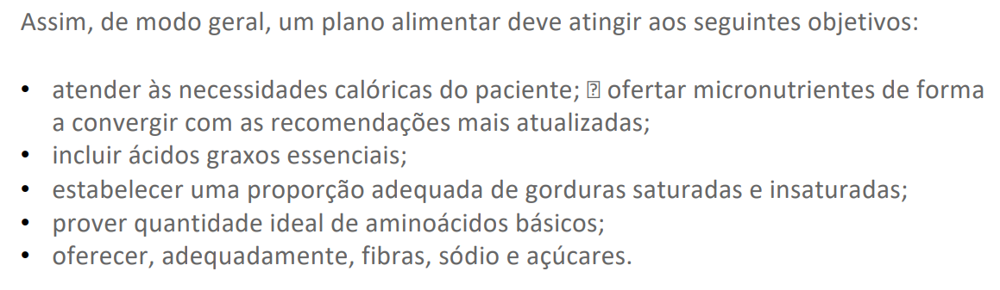 Assim, de modo geral, um plano alimentar deve atingir aos seguintes objetivos:
• atender às necessidades calóricas do paciente; ⍰ ofertar micronutrientes de forma
a convergir com as recomendações mais atualizadas;
• incluir ácidos graxos essenciais;
• estabelecer uma proporção adequada de gorduras saturadas e insaturadas;
• prover quantidade ideal de aminoácidos básicos;
• oferecer, adequadamente, fibras, sódio e açúcares.